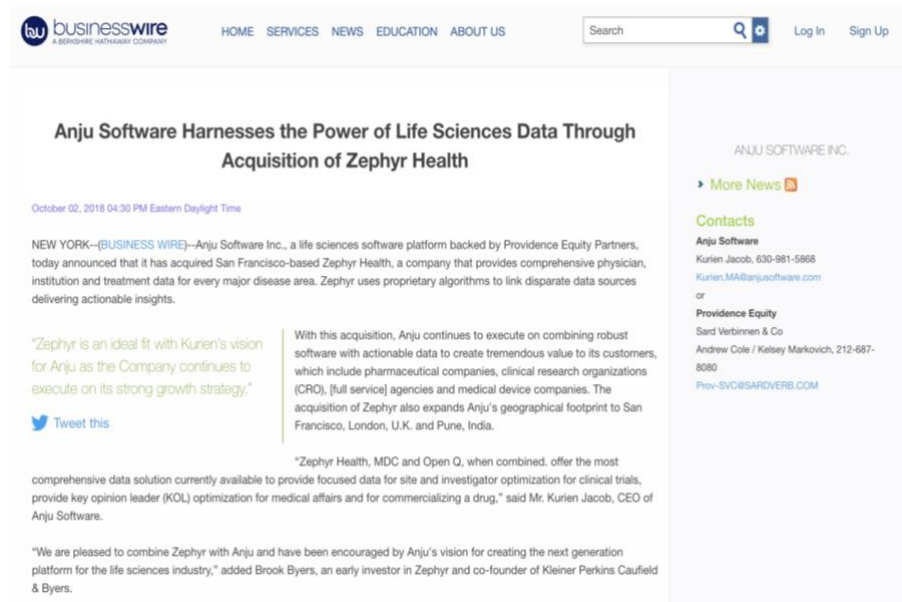 businesswire
A BERKSHIRE HATHAWAY COMPANY
HOME SERVICES NEWS EDUCATION ABOUT US
Search
Log In Sign Up
Anju Software Harnesses the Power of Life Sciences Data Through
Acquisition of Zephyr Health
October 02, 2018 04:30 PM Eastern Daylight Time
NEW YORK--(BUSINESS WIRE)--Anju Software Inc., a life sciences software platform backed by Providence Equity Partners,
today announced that it has acquired San Francisco-based Zephyr Health, a company that provides comprehensive physician,
institution and treatment data for every major disease area. Zephyr uses proprietary algorithms to link disparate data sources
delivering actionable insights.
"Zephyr is an ideal fit with Kurien's vision
for Anju as the Company continues to
execute on its strong growth strategy."
Tweet this
With this acquisition, Anju continues to execute on combining robust
software with actionable data to create tremendous value to its customers,
which include pharmaceutical companies, clinical research organizations
(CRO), [full service] agencies and medical device companies. The
acquisition of Zephyr also expands Anju's geographical footprint to San
Francisco, London, U.K. and Pune, India.
"Zephyr Health, MDC and Open Q, when combined. offer the most
comprehensive data solution currently available to provide focused data for site and investigator optimization for clinical trials,
provide key opinion leader (KOL) optimization for medical affairs and for commercializing a drug," said Mr. Kurien Jacob, CEO of
Anju Software.
"We are pleased to combine Zephyr with Anju and have been encouraged by Anju's vision for creating the next generation
platform for the life sciences industry," added Brook Byers, an early investor in Zephyr and co-founder of Kleiner Perkins Caufield
& Byers.
ANJU SOFTWARE INC.
More News
Contacts
Anju Software
Kurien Jacob, 630-981-5868
Kurien.MA@anjusoftware.com
or
Providence Equity
Sard Verbinnen & Co
Andrew Cole / Kelsey Markovich, 212-687-
8080
Prov-SVC@SARDVERB.COM